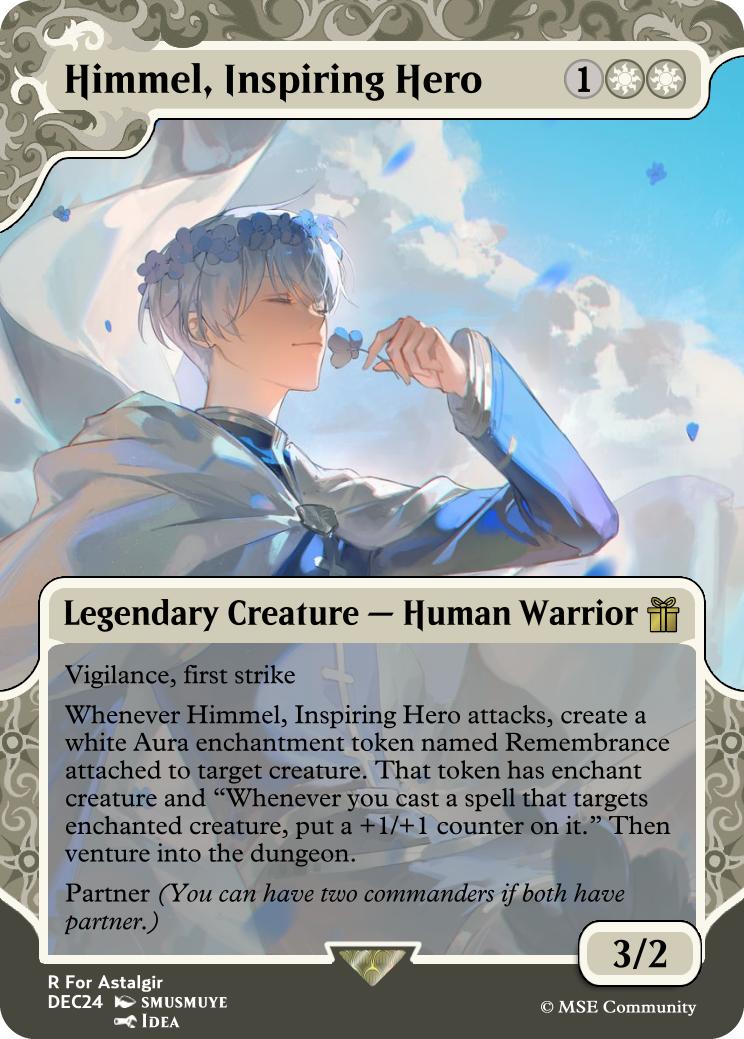 Himmel, Inspiring Hero 1
Legendary Creature — Human Warrior
Vigilance, first strike
Whenever Himmel, Inspiring Hero attacks, create a
white Aura enchantment token named Remembrance
attached to target creature. That token has enchant
creature and “Whenever you cast a spell that targets
enchanted creature, put a +1/+1 counter on it.” Then
venture into the dungeon.
Partner (You can have two commanders if both have
partner.)
3/2
R For Astalgir
DEC24 SMUSMUYE
IDEA
© MSE Community